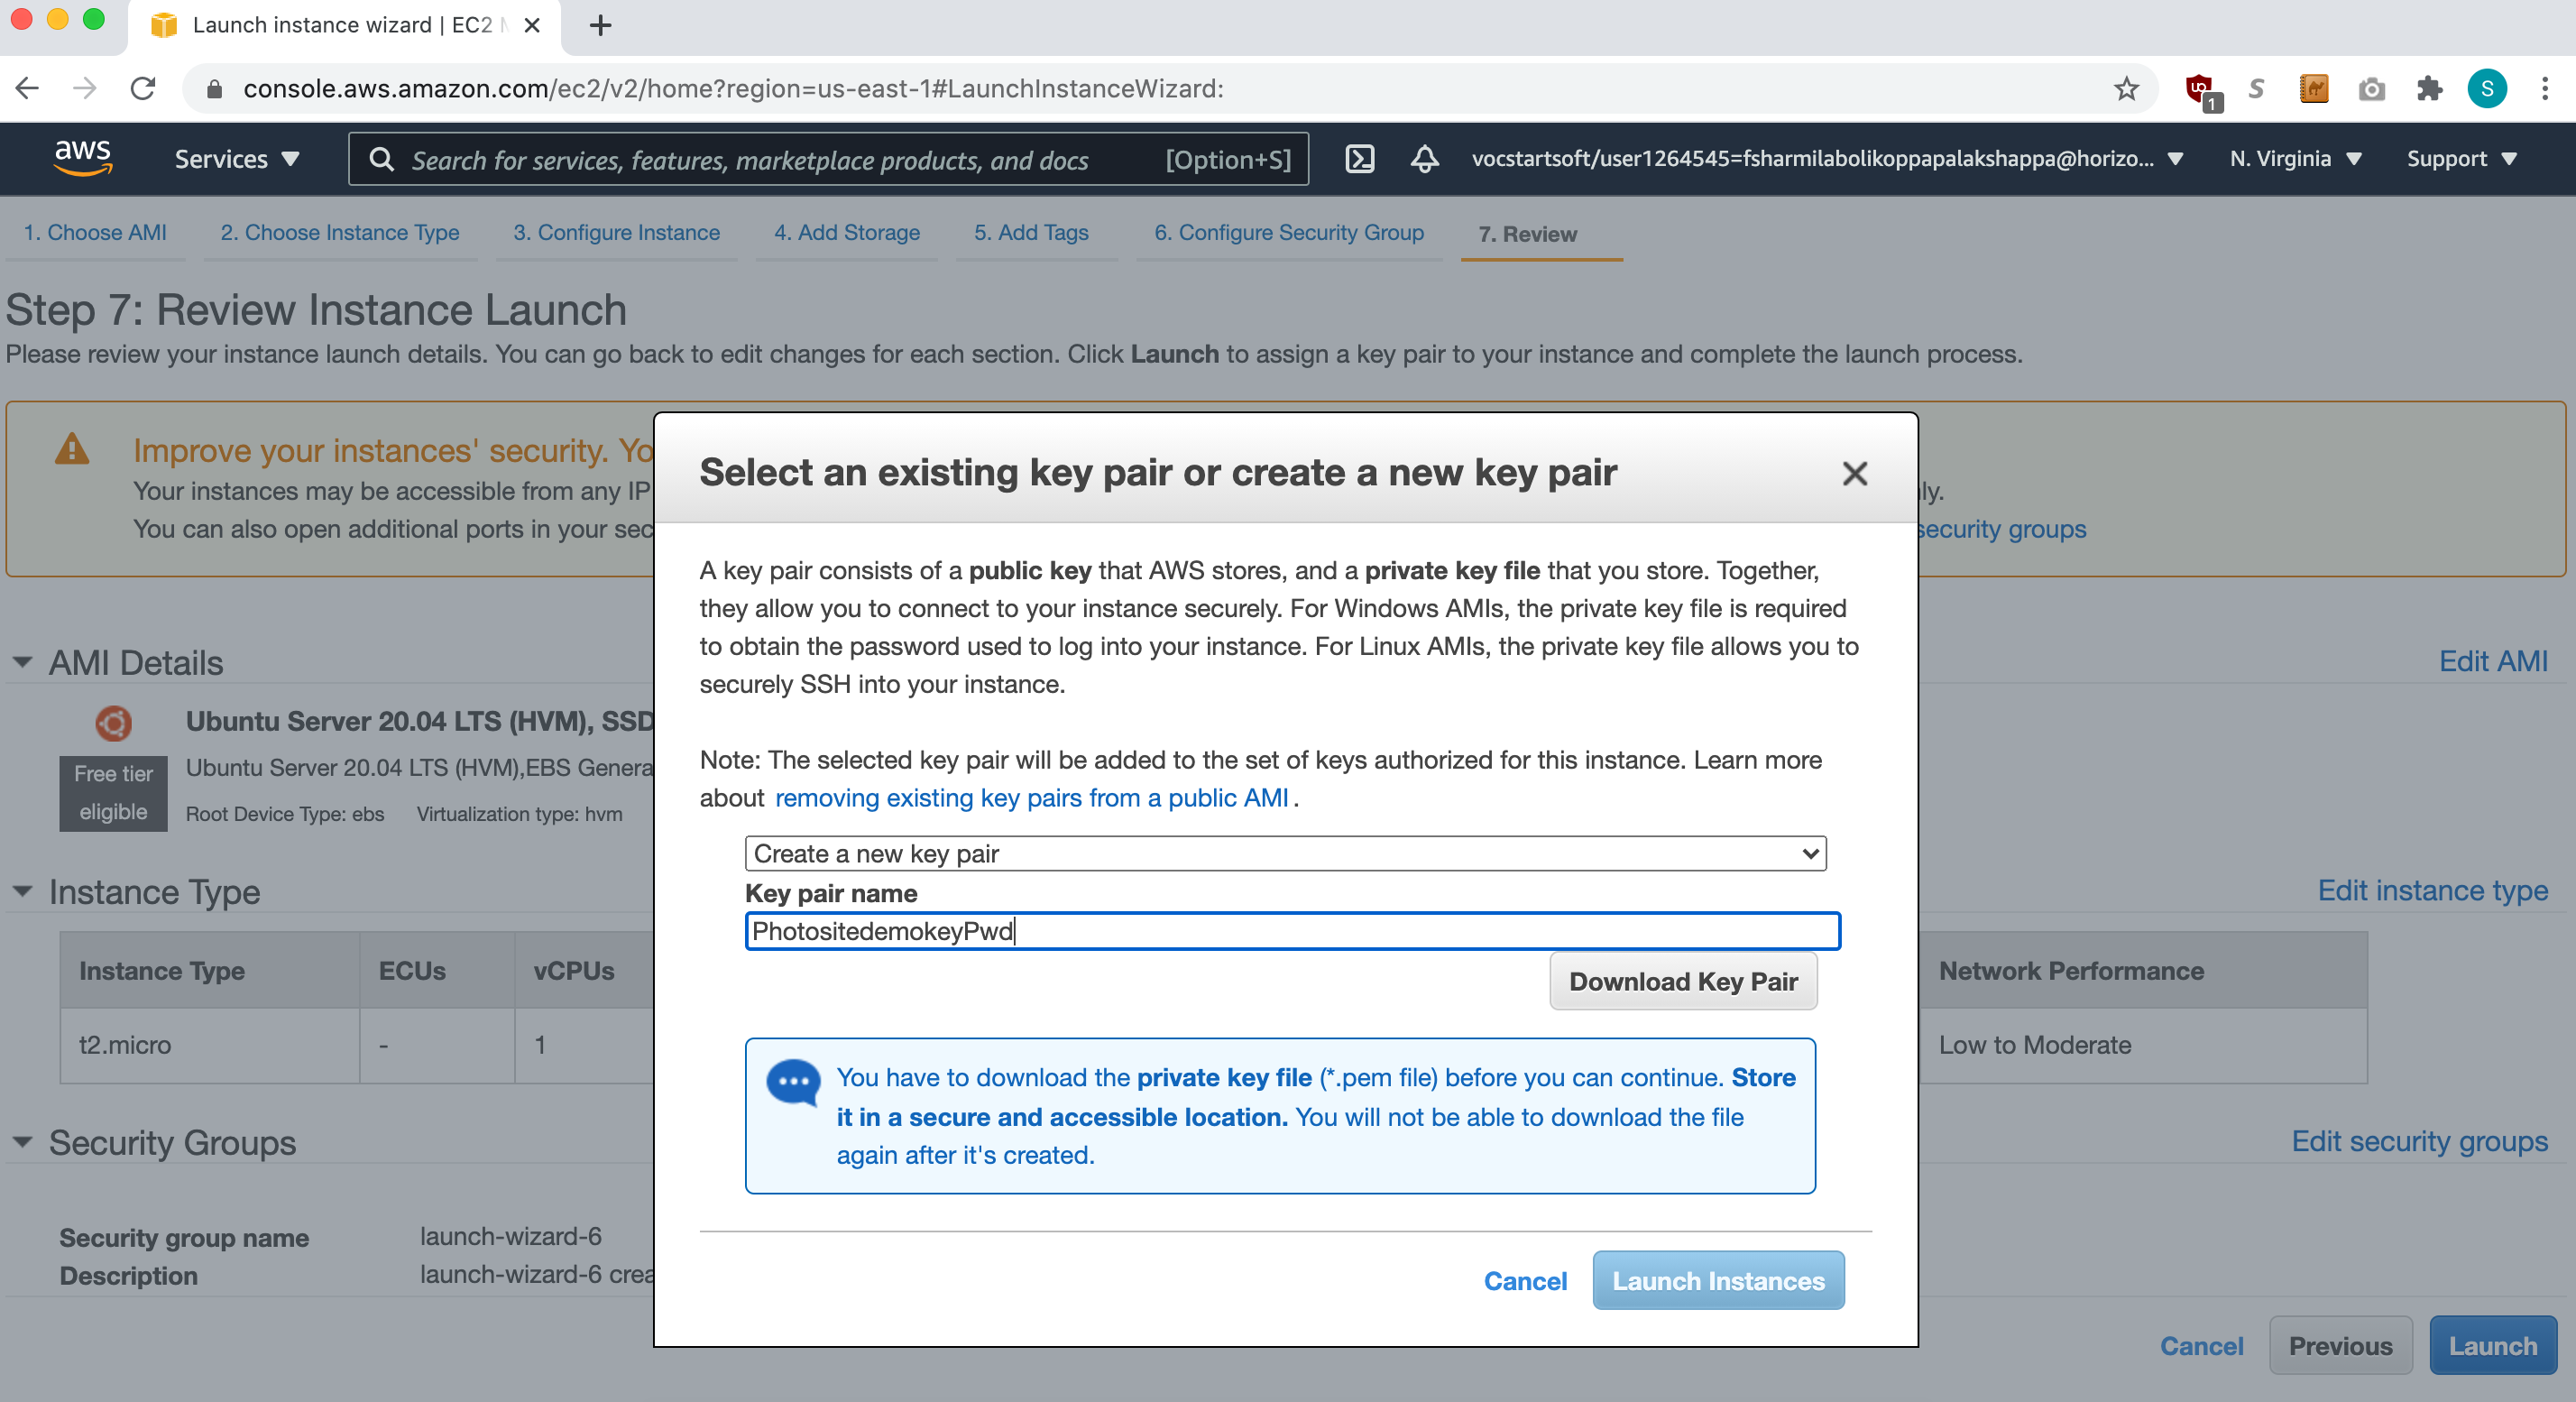 Launch instance wizard | EC2 M
console.aws.amazon.com/ec2/v2/home?region=us-east-1#LaunchInstanceWizard:
1
S
S
aws
Services
Search for services, features, marketplace products, and docs
[Option+S]
vocstartsoft/user1264545=fsharmilabolikoppapalakshappa@horizo...
N. Virginia
Support
1. Choose AMI
2. Choose Instance Type
3. Configure Instance
4. Add Storage
5. Add Tags
6. Configure Security Group
7. Review
Step 7: Review Instance Launch
Please review your instance launch details. You can go back to edit changes for each section. Click Launch to assign a key pair to your instance and complete the launch process.
Improve your instances' security. Yo
Your instances may be accessible from any IP
ly.
You can also open additional ports in your sec
security groups
AMI Details
Edit AMI
Ubuntu Server 20.04 LTS (HVM), SSD
Free tier
eligible
Ubuntu Server 20.04 LTS (HVM),EBS Genera
Root Device Type: ebs
Virtualization type: hvm
Instance Type
Edit instance type
Instance Type
ECUs
vCPUs
Network Performance
t2.micro
-
1
Low to Moderate
Security Groups
Edit security groups
Security group name
launch-wizard-6
Description
launch-wizard-6 crea
Select an existing key pair or create a new key pair
A key pair consists of a public key that AWS stores, and a private key file that you store. Together,
they allow you to connect to your instance securely. For Windows AMIs, the private key file is required
to obtain the password used to log into your instance. For Linux AMIs, the private key file allows you to
securely SSH into your instance.
Note: The selected key pair will be added to the set of keys authorized for this instance. Learn more
about removing existing key pairs from a public AMI .
Create a new key pair
Key pair name
PhotositedemokeyPwd
Download Key Pair
You have to download the private key file (*.pem file) before you can continue. Store
it in a secure and accessible location. You will not be able to download the file
again after it's created.
Cancel
Launch Instances
Cancel
Previous
Launch